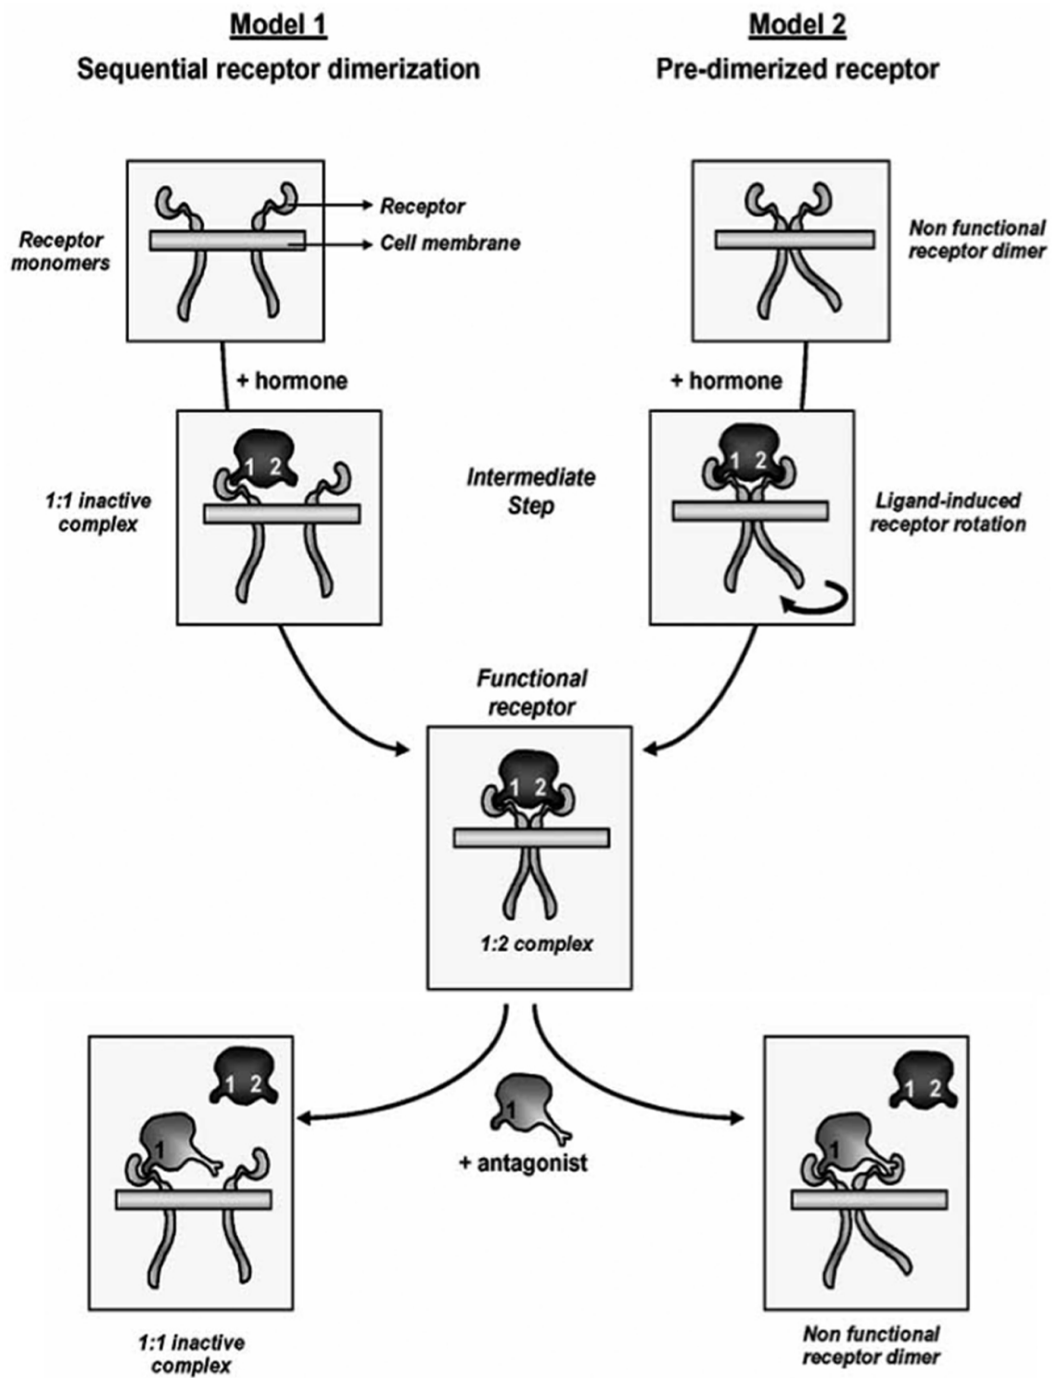 Model 1
Sequential receptor dimerization
Model 2
Pre-dimerized receptor
Receptor
Cell membrane
Receptor
monomers
Non functional
receptor dimer
+ hormone
+ hormone
1 2
1:1 inactive
complex
Intermediate
Step
1 2
Ligand-induced
receptor rotation
Functional
receptor
1 2
1:2 complex
1 2
1
1
+ antagonist
1 2
1
1:1 inactive
complex
Non functional
receptor dimer